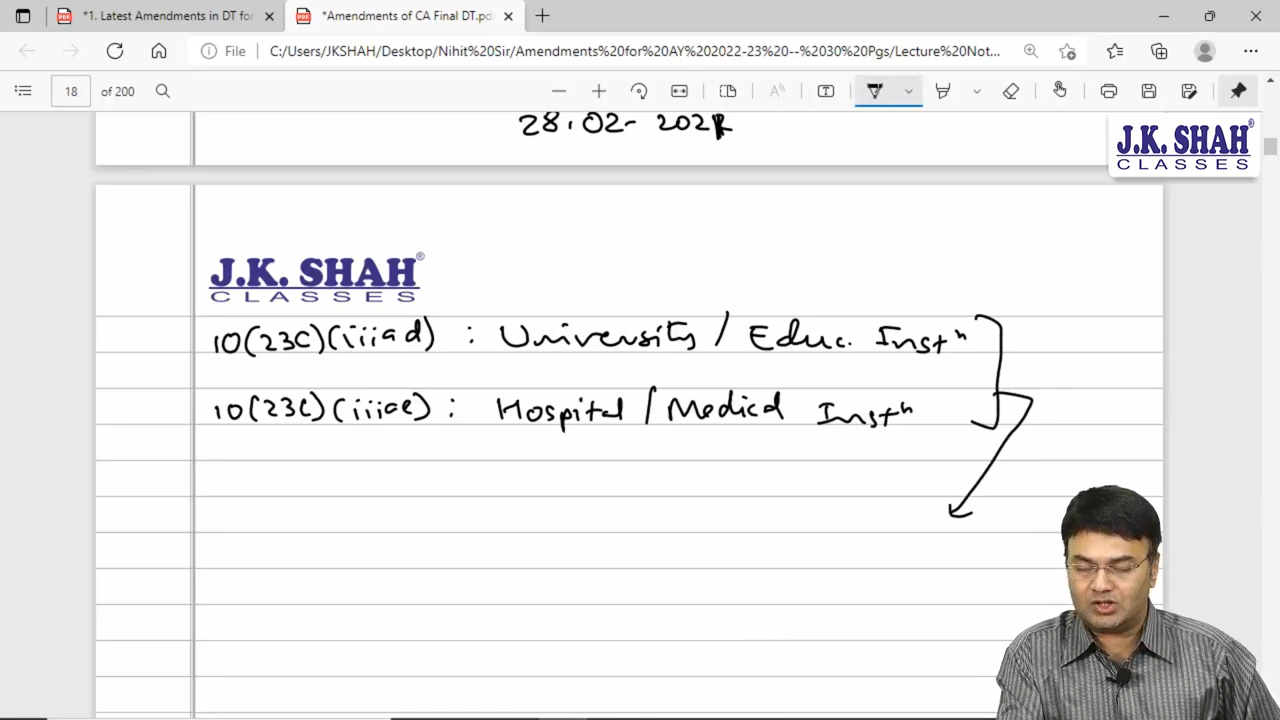 *1. Latest Amendments in DT for
*Amendments of CA Final DT.pd
File
C:/Users/JKSHAH/Desktop/Nihit%20Sir/Amendments%20for%20AY%202022-23%20--%2030%20Pgs/Lecture%20Not...
18 of 200
28.02-2021
J.K. SHAH®
CLASSES
J.K. SHAH®
CLASSES
10(23C)(iiiad) : University / Educ. Instⁿ
10(23C)(iiiae) : Hospital / Medical Instⁿ